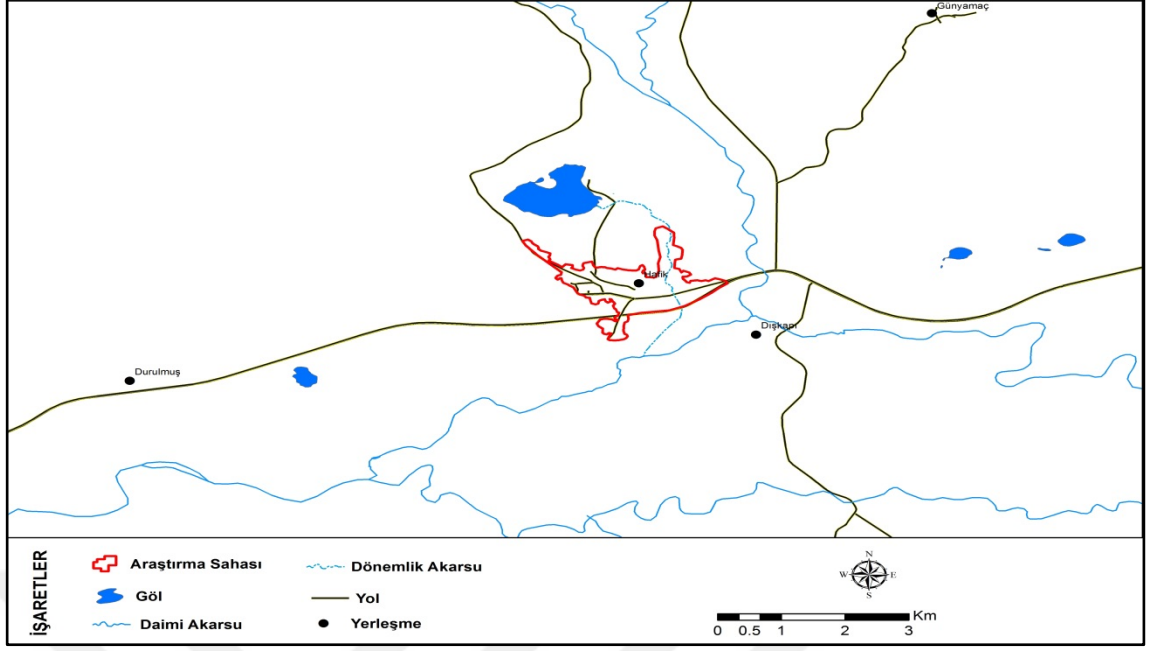 Günyamaç
Hafik
Dışkapı
Durulmuş
İŞARETLER
Araştırma Sahası
Göl
Daimi Akarsu
Dönemlik Akarsu
Yol
Yerleşme
N
W E
S
Km
0 0.5 1 2 3